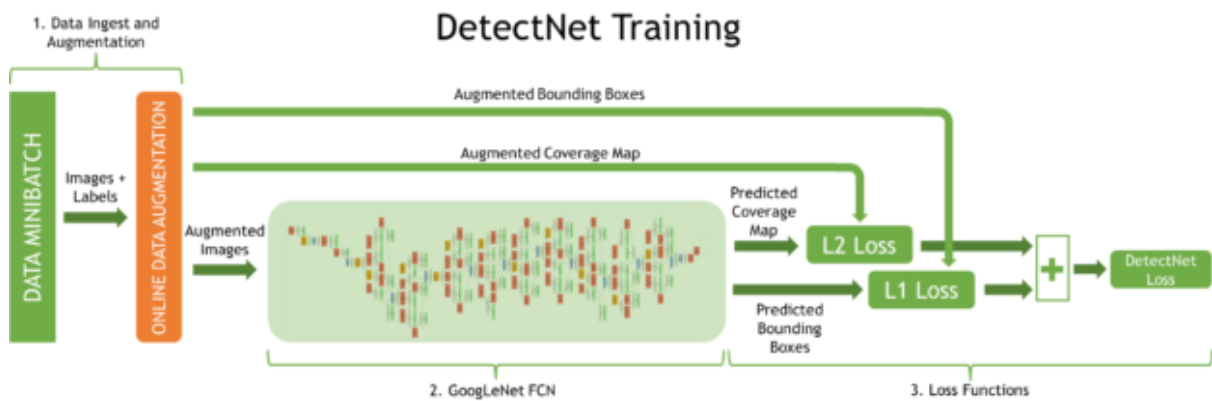 DetectNet Training
1. Data Ingest and
Augmentation
DATA MINIBATCH
Images +
Labels
ONLINE DATA AUGMENTATION
Augmented Bounding Boxes
Augmented Coverage Map
Augmented
Images
Predicted
Coverage
Map
L2 Loss
L1 Loss
Predicted
Bounding
Boxes
+
DetectNet
Loss
2. GoogLeNet FCN
3. Loss Functions